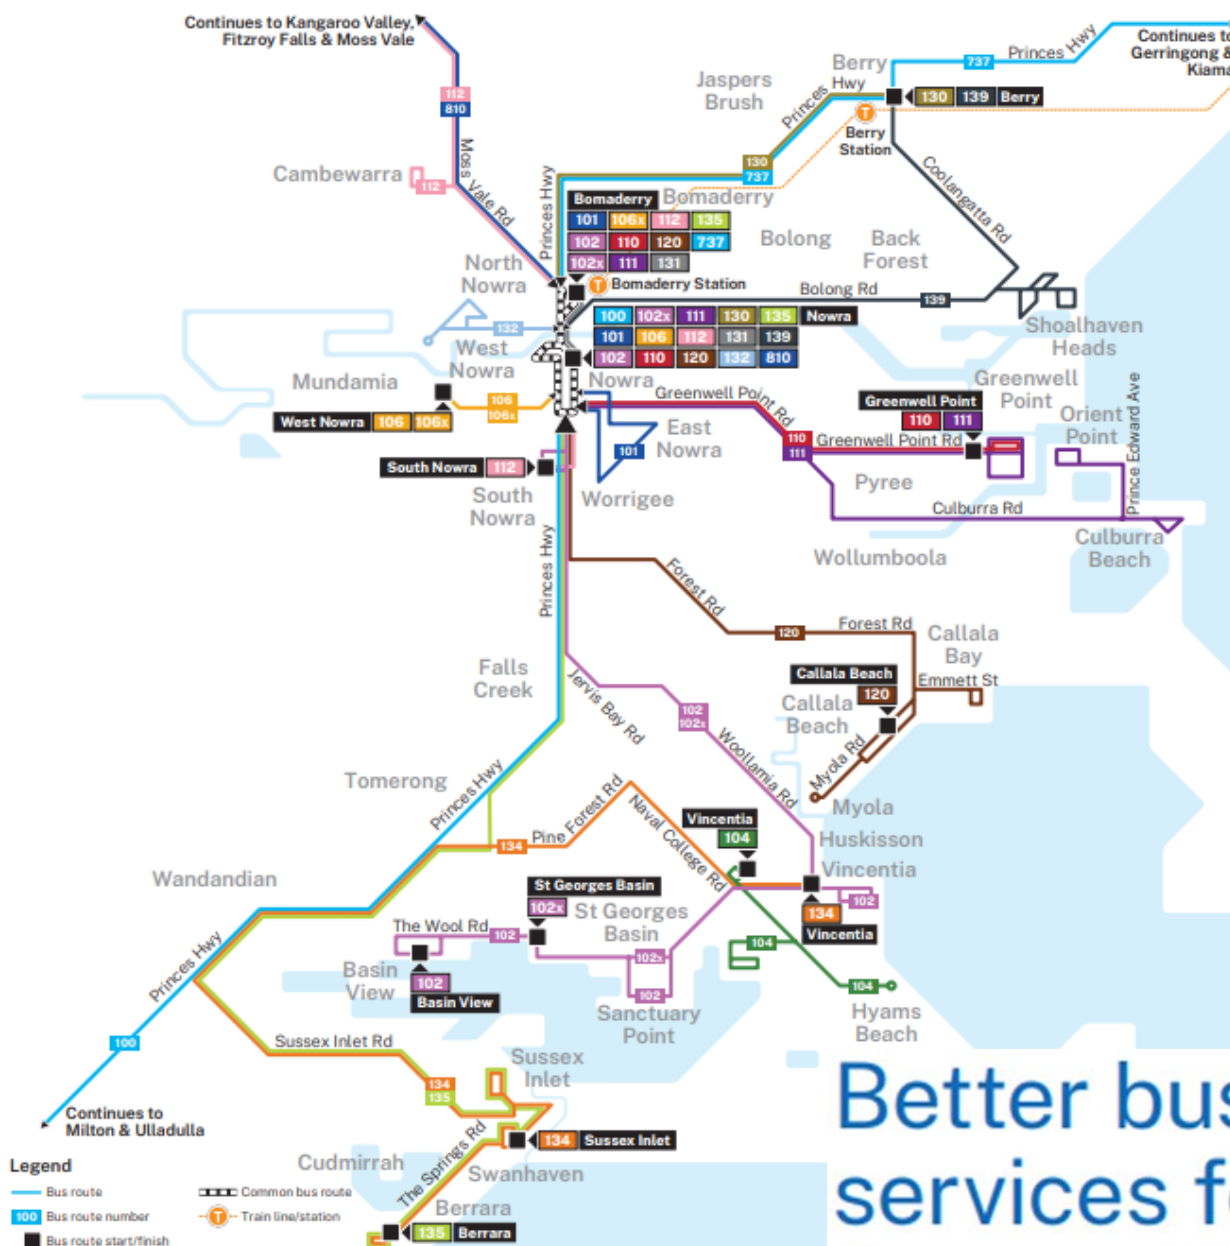 Continues to Kangaroo Valley,
Fitzroy Falls & Moss Vale
Continues to
Gerringong &
Kiama
Princes Hwy
737
Berry
Princes Hwy
130 139 Berry
Jaspers
Brush
T
Berry
Station
112
810
Moss Vale Rd
Cambewarra
112
Princes Hwy
130
737
Coolangatta Rd
Bomaderry
Bomaderry
101 106x 112 135
102 110 120 737
102x 111 131
Bolong
Back
Forest
North
Nowra
T Bomaderry Station
Bolong Rd
139
132
100 102x 111 130 135 Nowra
101 106 112 131 139
102 110 120 132 810
Shoalhaven
Heads
West
Nowra
Mundamia
Nowra
106
106x
West Nowra 106 106x
Greenwell Point Rd
Greenwell Point
110 111
Greenwell
Point
Orient
Point
Prince Edward Ave
East
Nowra
101
110
111
Greenwell Point Rd
South Nowra 112
South
Nowra
Worrigee
Pyree
Culburra Rd
Culburra
Beach
Wollumboola
Princes Hwy
Forest Rd
120
Forest Rd
Callala
Bay
Emmett St
Callala Beach
120
Callala
Beach
Falls
Creek
Jervis Bay Rd
102
102x
Woollamia Rd
Myola Rd
Myola
Tomerong
Princes Hwy
134
Pine Forest Rd
Naval College Rd
Vincentia
104
Huskisson
Vincentia
102
134
Vincentia
Wandandian
St Georges Basin
102x
St Georges
Basin
The Wool Rd
102
Basin
View
102
Basin View
102x
102
Sanctuary
Point
104
104
Hyams
Beach
Princes Hwy
100
Sussex Inlet Rd
Sussex
Inlet
134
135
Continues to
Milton & Ulladulla
134 Sussex Inlet
The Springs Rd
Cudmirrah
Swanhaven
Berrara
135 Berrara
Legend
Bus route
Common bus route
100 Bus route number
T Train line/station
Bus route start/finish
Better bus
services fo